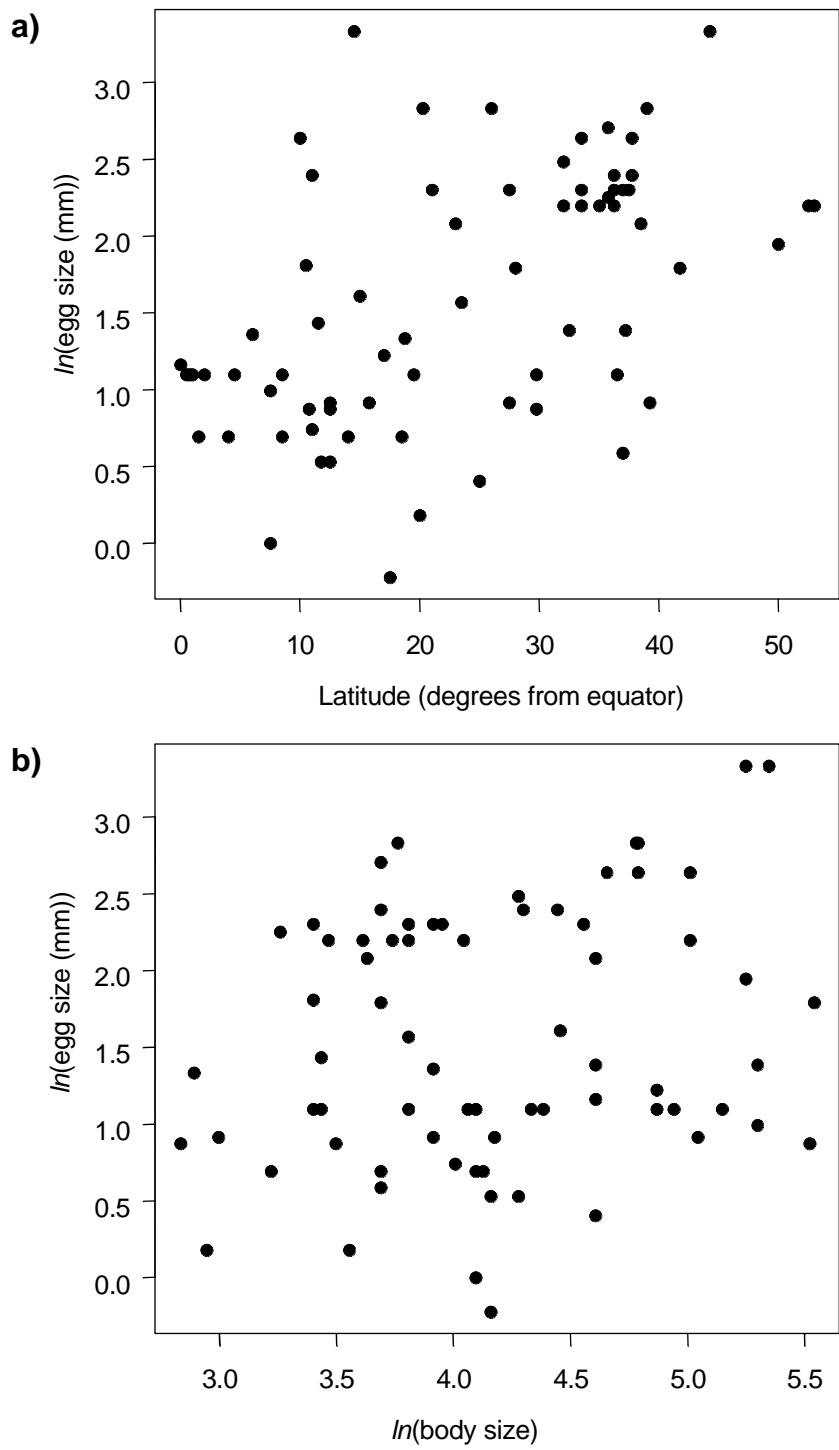 a)
3.0
2.5
2.0
1.5
1.0
0.5
0.0
ln(egg size (mm))
0 10 20 30 40 50
Latitude (degrees from equator)
b)
3.0
2.5
2.0
1.5
1.0
0.5
0.0
ln(egg size (mm))
3.0 3.5 4.0 4.5 5.0 5.5
ln(body size)